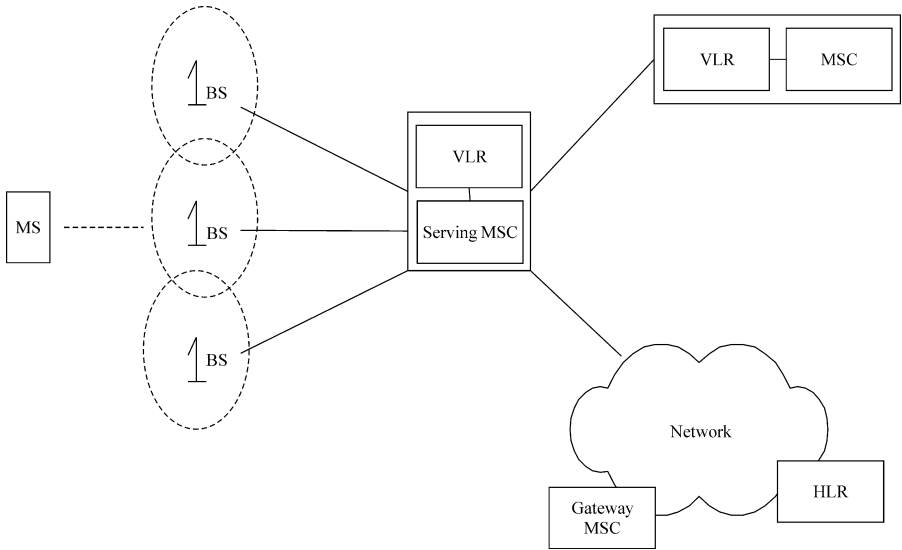 BS
VLR
MSC
VLR
MS
BS
Serving MSC
BS
Network
HLR
Gateway
MSC